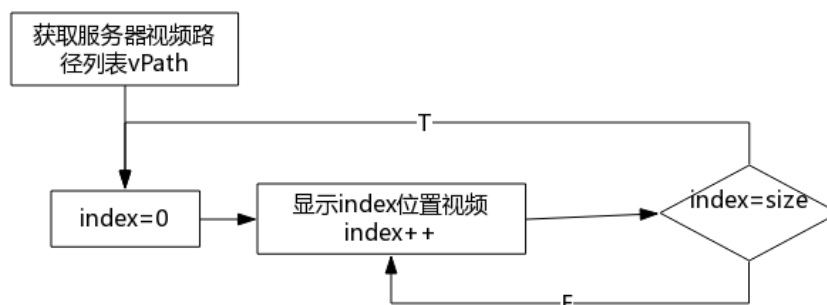 获取服务器视频路
径列表vPath
T
index=0
显示index位置视频
index++
index=size
F